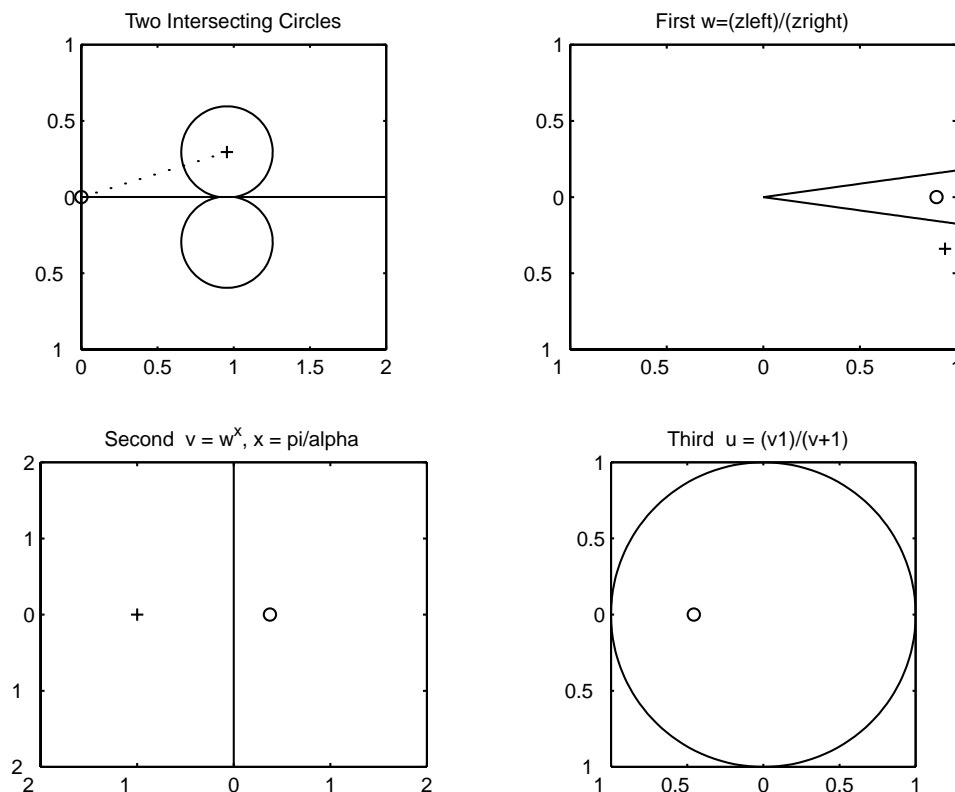 Two Intersecting Circles
1
0.5
0
0.5
1
0 0.5 1 1.5 2
First w=(zleft)/(zright)
1
0.5
0
0.5
1
1 0.5 0 0.5 1
Second v = w^x, x = pi/alpha
2
1
0
1
2
2 1 0 1 2
Third u = (v1)/(v+1)
1
0.5
0
0.5
1
1 0.5 0 0.5 1